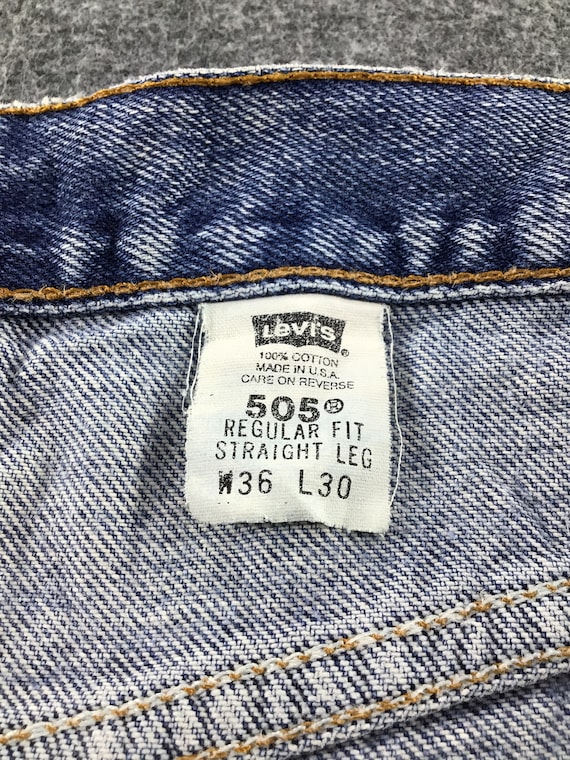 Levi's ®
100% COTTON
MADE IN U.S.A.
CARE ON REVERSE
505®
REGULAR FIT
STRAIGHT LEG
W36 L30